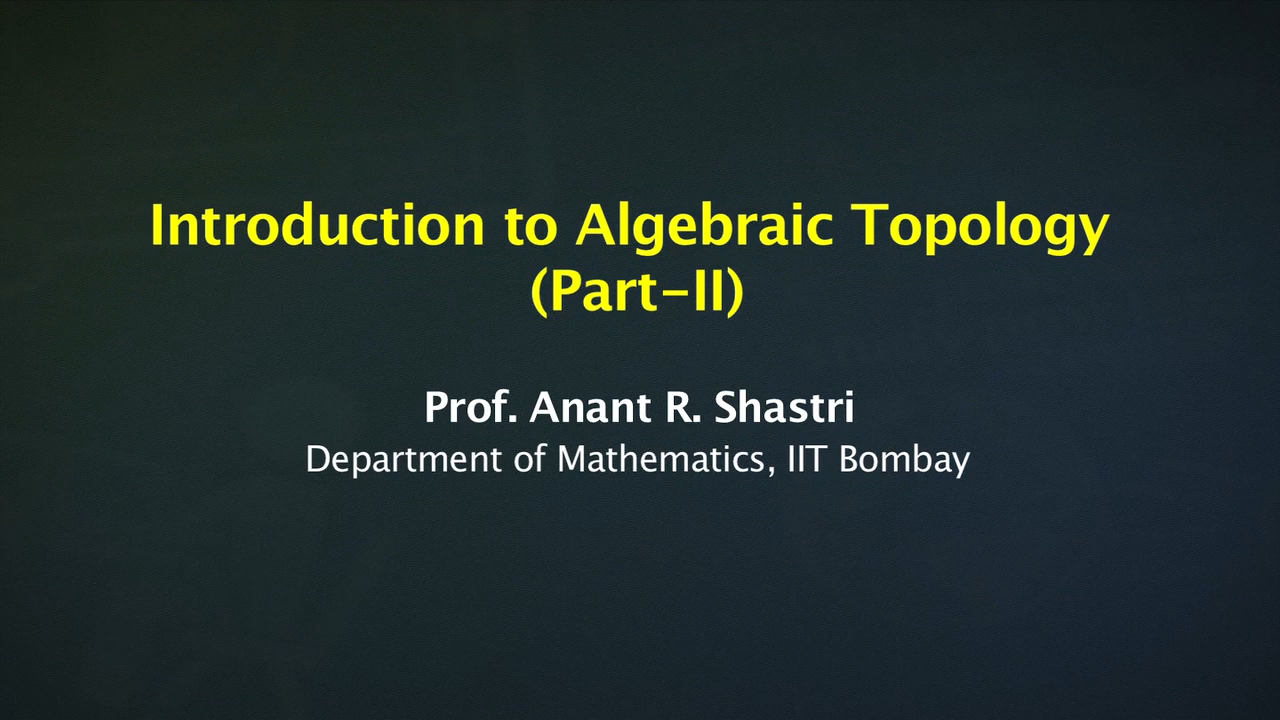 Introduction to Algebraic Topology
(Part-II)
Prof. Anant R. Shastri
Department of Mathematics, IIT Bombay